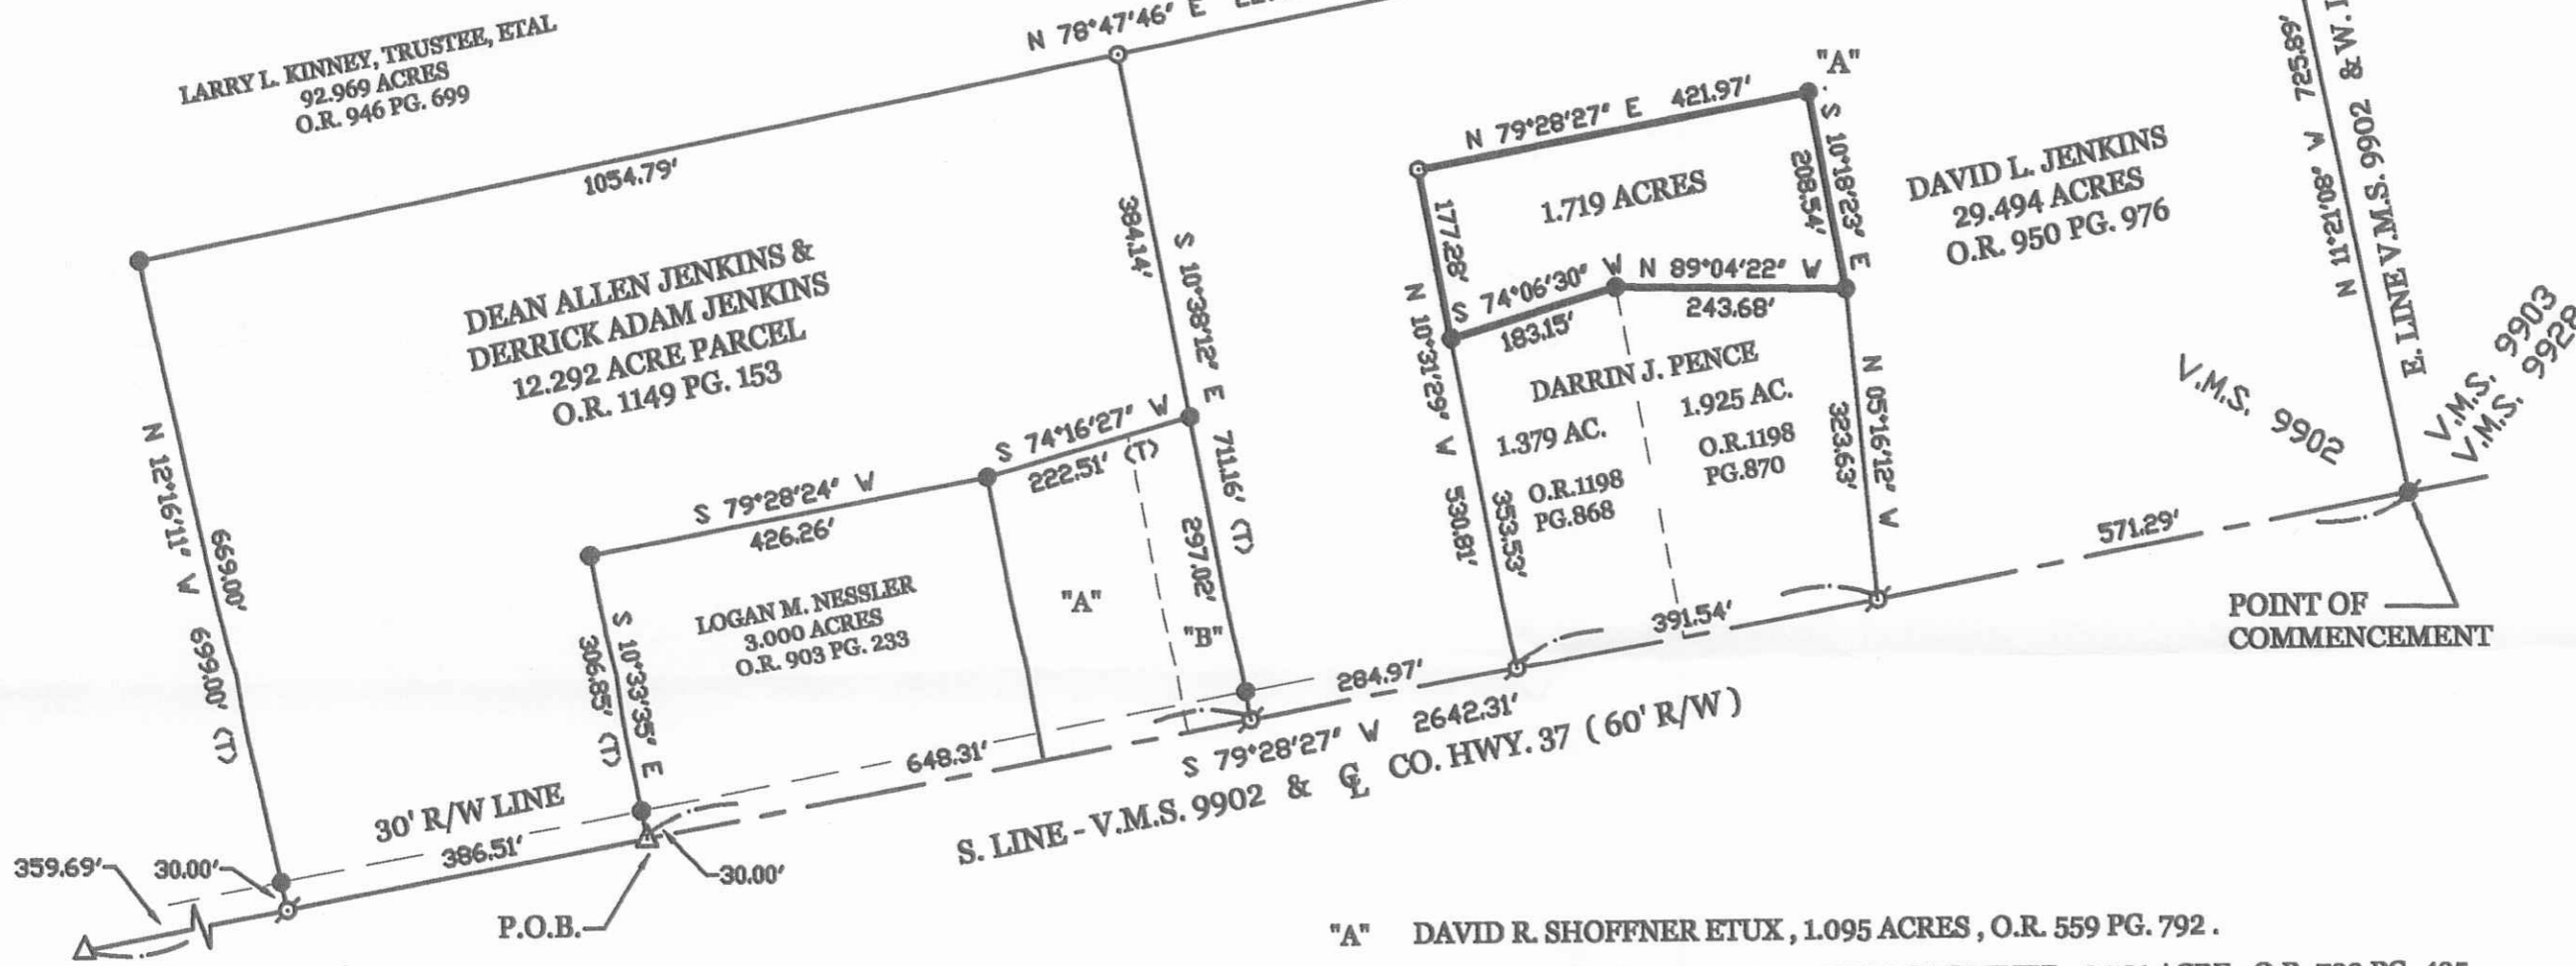 LARRY L. KINNEY, TRUSTEE, ETAL
92.969 ACRES
O.R. 946 PG. 699
N 78°47'46" E
1054.79'
DEAN ALLEN JENKINS &
DERRICK ADAM JENKINS
12.292 ACRE PARCEL
O.R. 1149 PG. 153
N 12°16'11" W 699.00' (T)
669.00'
384.14'
S 10°38'12" E 711.16' (T)
S 74°16'27" W
222.51' (T)
297.02'
S 79°28'24" W
426.26'
LOGAN M. NESSLER
3.000 ACRES
O.R. 903 PG. 233
S 10°33'35" E
306.85' (T)
"A"
"B"
30' R/W LINE
386.51'
648.31'
359.69'
30.00'
30.00'
P.O.B.
N 79°28'27" E 421.97'
"A"
S 10°18'23" E
208.54'
1.719 ACRES
177.28'
S 74°06'30" W
183.15'
N 89°04'22" W
243.68'
N 10°31'29" W 530.81'
353.53'
DARRIN J. PENCE
1.379 AC.
O.R.1198
PG.868
1.925 AC.
O.R.1198
PG.870
N 05°16'12" W
323.63'
DAVID L. JENKINS
29.494 ACRES
O.R. 950 PG. 976
N 11°21'08" W 725.89'
E. LINE V.M.S. 9902 & W.
V.M.S. 9902
V.M.S. 9903
V.M.S. 9928
571.29'
391.54'
284.97'
POINT OF
COMMENCEMENT
S 79°28'27" W 2642.31'
S. LINE - V.M.S. 9902 & ℄ CO. HWY. 37 ( 60' R/W )
"A" DAVID R. SHOFFNER ETUX , 1.095 ACRES , O.R. 559 PG. 792 .